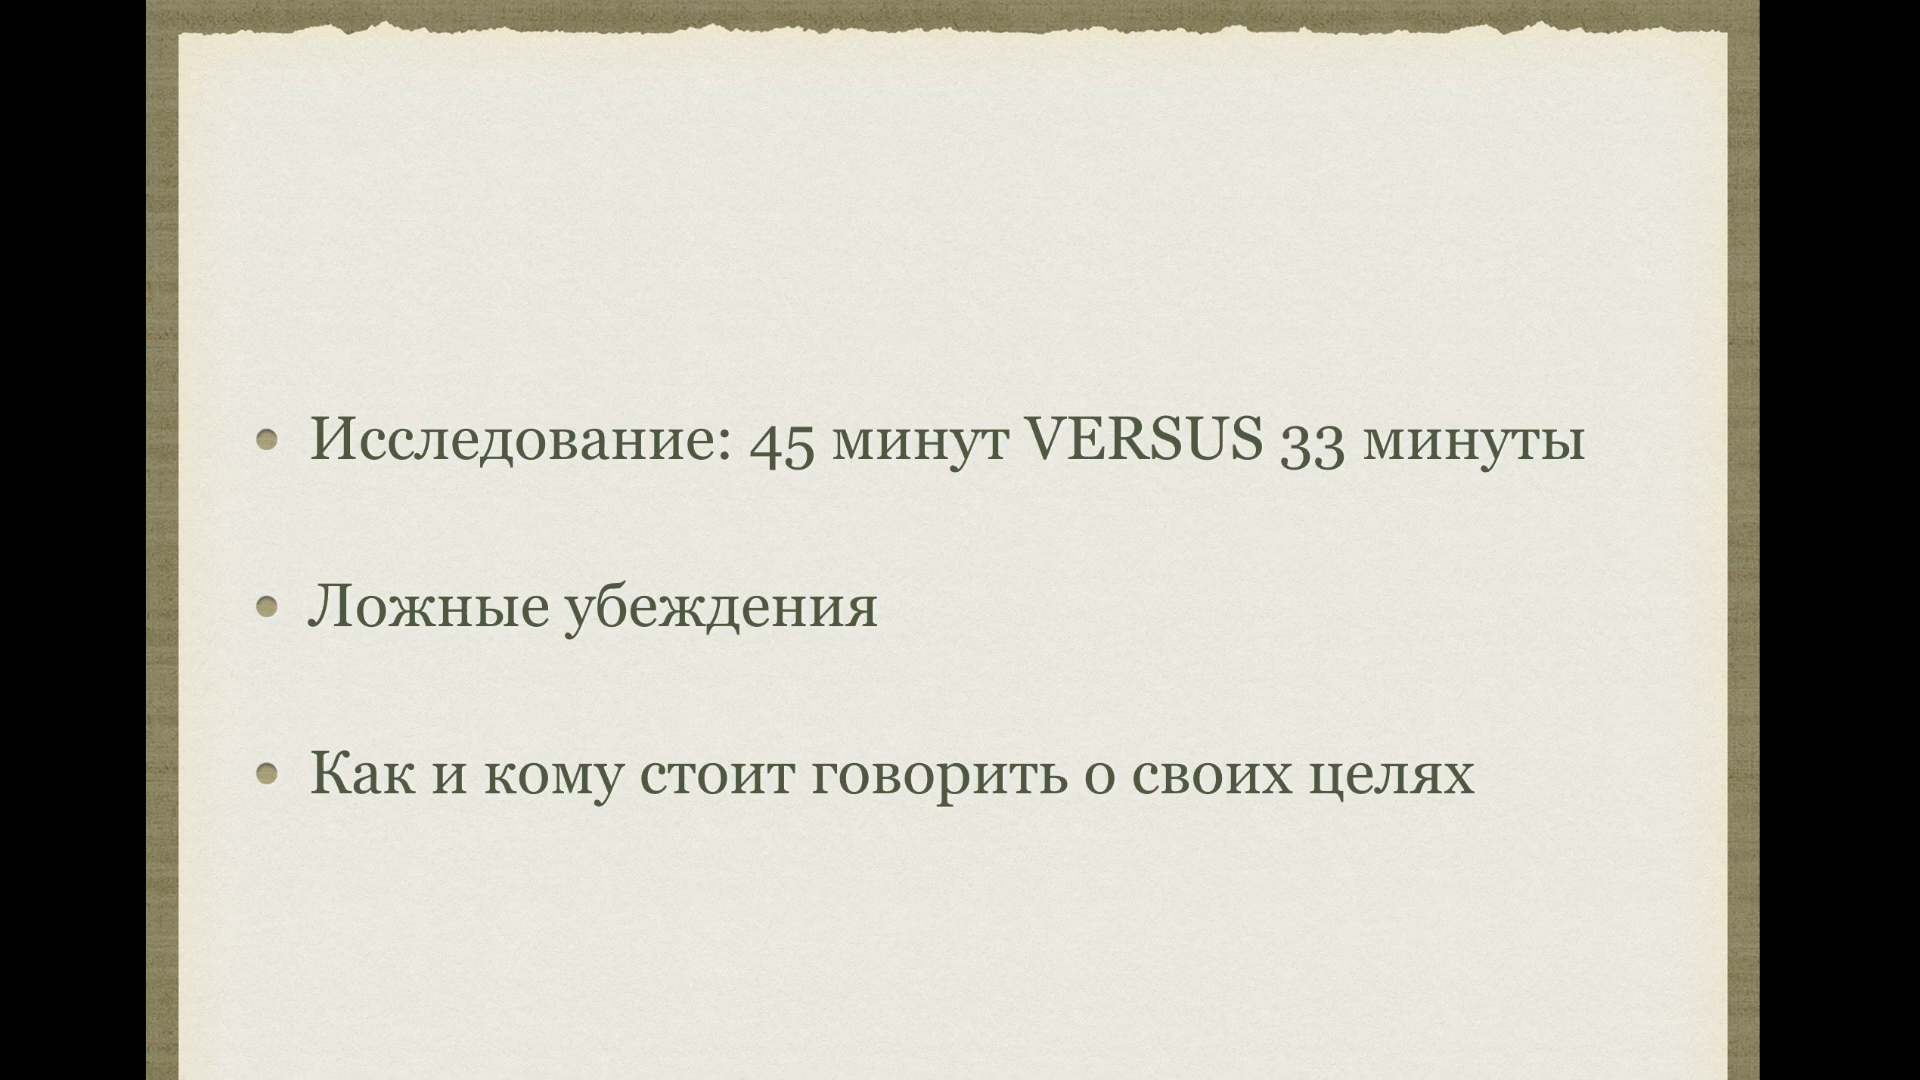 • Исследование: 45 минут VERSUS 33 минуты
• Ложные убеждения
• Как и кому стоит говорить о своих целях